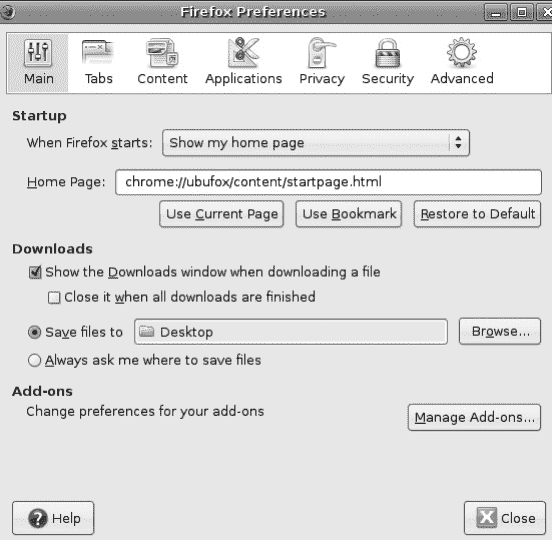 Firefox Preferences
Main Tabs Content Applications Privacy Security Advanced
Startup
When Firefox starts: Show my home page
Home Page: chrome://ubufox/content/startpage.html
Use Current Page Use Bookmark Restore to Default
Downloads
Show the Downloads window when downloading a file
Close it when all downloads are finished
Save files to Desktop Browse...
Always ask me where to save files
Add-ons
Change preferences for your add-ons
Manage Add-ons...
Help Close